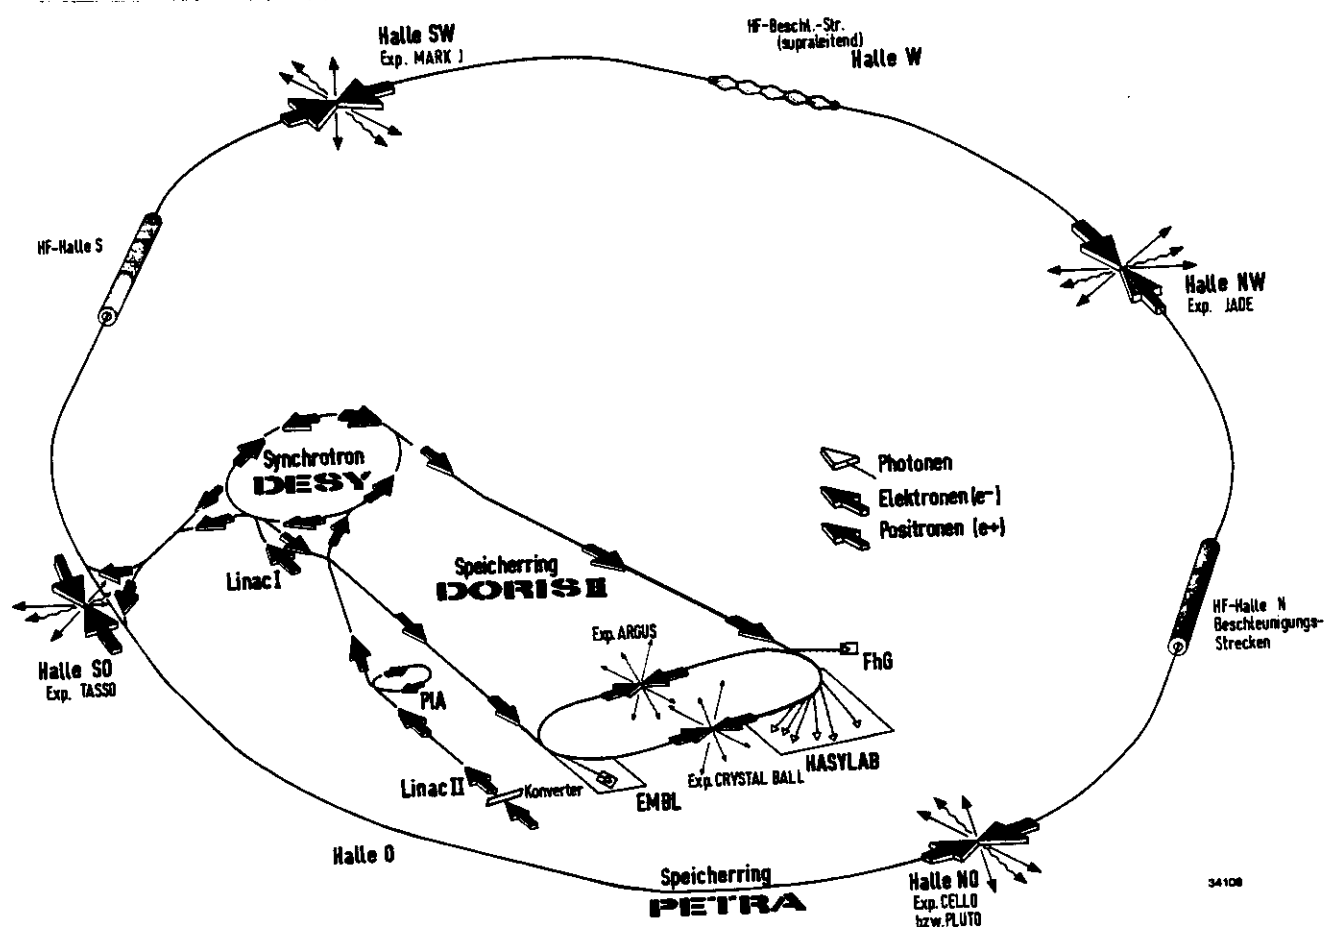 Halle SW
Exp. MARK J
HF-Beschl.-Str.
(supraleitend)
Halle W
HF-Halle S
Halle NW
Exp. JADE
Synchrotron
DESY
Photonen
Elektronen (e-)
Positronen (e+)
Linac I
Speicherring
DORIS II
HF-Halle N
Beschleunigungs-
Strecken
Exp. ARGUS
FhG
Halle SO
Exp. TASSO
PIA
HASYLAB
Exp. CRYSTAL BALL
Linac II
Konverter
EMBL
Halle O
Speicherring
PETRA
Halle NO
Exp. CELLO
bzw. PLUTO
34108